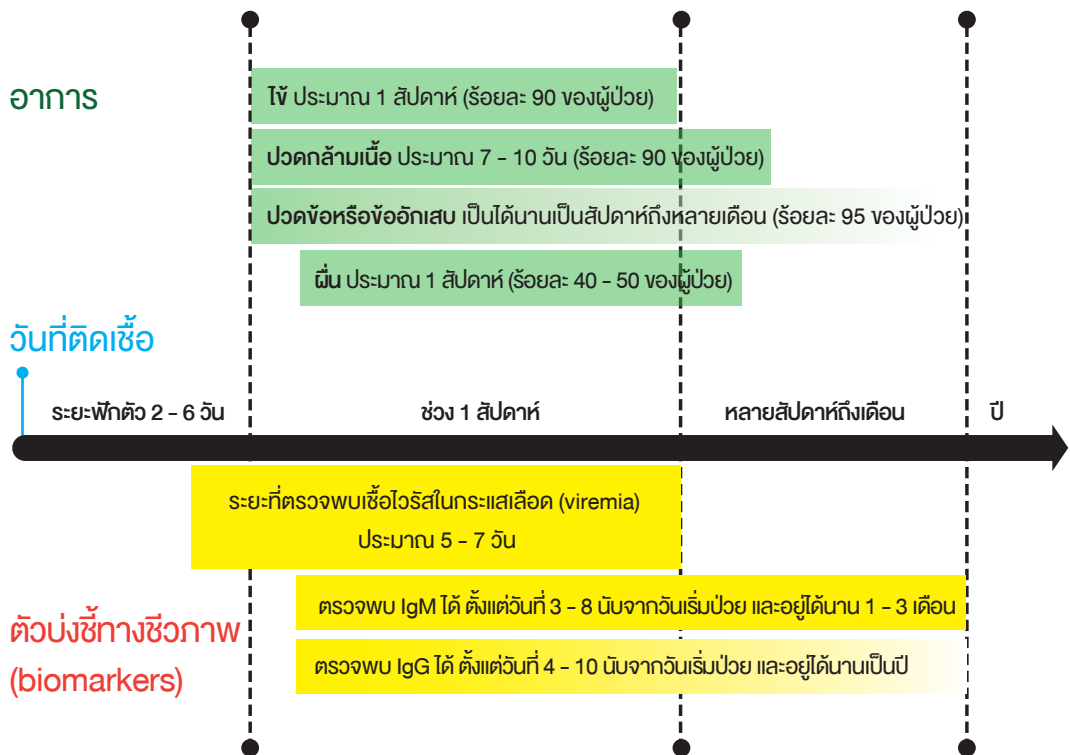 อาการ
ไข้ ประมาณ 1 สัปดาห์ (ร้อยละ 90 ของผู้ป่วย)
ปวดกล้ามเนื้อ ประมาณ 7 - 10 วัน (ร้อยละ 90 ของผู้ป่วย)
ปวดข้อหรือข้ออักเสบ เป็นได้นานเป็นสัปดาห์ถึงหลายเดือน (ร้อยละ 95 ของผู้ป่วย)
ผื่น ประมาณ 1 สัปดาห์ (ร้อยละ 40 - 50 ของผู้ป่วย)
วันที่ติดเชื้อ
ระยะฟักตัว 2 - 6 วัน
ช่วง 1 สัปดาห์
หลายสัปดาห์ถึงเดือน
ปี
ระยะที่ตรวจพบเชื้อไวรัสในกระแสเลือด (viremia)
ประมาณ 5 - 7 วัน
ตรวจพบ IgM ได้ ตั้งแต่วันที่ 3 - 8 นับจากวันเริ่มป่วย และอยู่ได้นาน 1 - 3 เดือน
ตัวบ่งชี้ทางชีวภาพ
(biomarkers)
ตรวจพบ IgG ได้ ตั้งแต่วันที่ 4 - 10 นับจากวันเริ่มป่วย และอยู่ได้นานเป็นปี